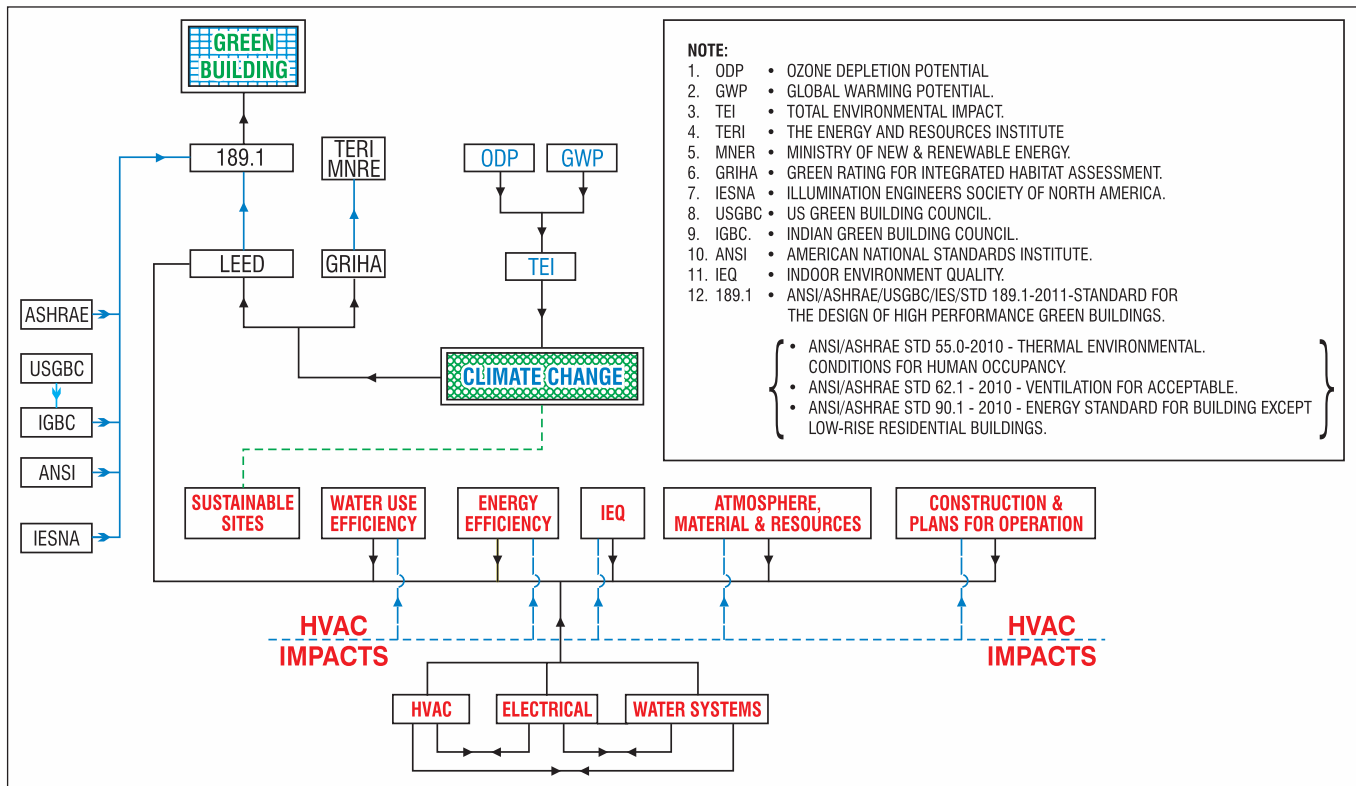 GREEN
BUILDING
189.1
TERI
MNRE
ODP
GWP
LEED
GRIHA
TEI
ASHRAE
USGBC
IGBC
ANSI
IESNA
CLIMATE CHANGE
NOTE:
1. ODP • OZONE DEPLETION POTENTIAL
2. GWP • GLOBAL WARMING POTENTIAL.
3. TEI • TOTAL ENVIRONMENTAL IMPACT.
4. TERI • THE ENERGY AND RESOURCES INSTITUTE
5. MNER • MINISTRY OF NEW & RENEWABLE ENERGY.
6. GRIHA • GREEN RATING FOR INTEGRATED HABITAT ASSESSMENT.
7. IESNA • ILLUMINATION ENGINEERS SOCIETY OF NORTH AMERICA.
8. USGBC • US GREEN BUILDING COUNCIL.
9. IGBC. • INDIAN GREEN BUILDING COUNCIL.
10. ANSI • AMERICAN NATIONAL STANDARDS INSTITUTE.
11. IEQ • INDOOR ENVIRONMENT QUALITY.
12. 189.1 • ANSI/ASHRAE/USGBC/IES/STD 189.1-2011-STANDARD FOR
THE DESIGN OF HIGH PERFORMANCE GREEN BUILDINGS.
• ANSI/ASHRAE STD 55.0-2010 - THERMAL ENVIRONMENTAL.
CONDITIONS FOR HUMAN OCCUPANCY.
• ANSI/ASHRAE STD 62.1 - 2010 - VENTILATION FOR ACCEPTABLE.
• ANSI/ASHRAE STD 90.1 - 2010 - ENERGY STANDARD FOR BUILDING EXCEPT
LOW-RISE RESIDENTIAL BUILDINGS.
SUSTAINABLE
SITES
WATER USE
EFFICIENCY
ENERGY
EFFICIENCY
IEQ
ATMOSPHERE,
MATERIAL & RESOURCES
CONSTRUCTION &
PLANS FOR OPERATION
HVAC
IMPACTS
HVAC
IMPACTS
HVAC
ELECTRICAL
WATER SYSTEMS